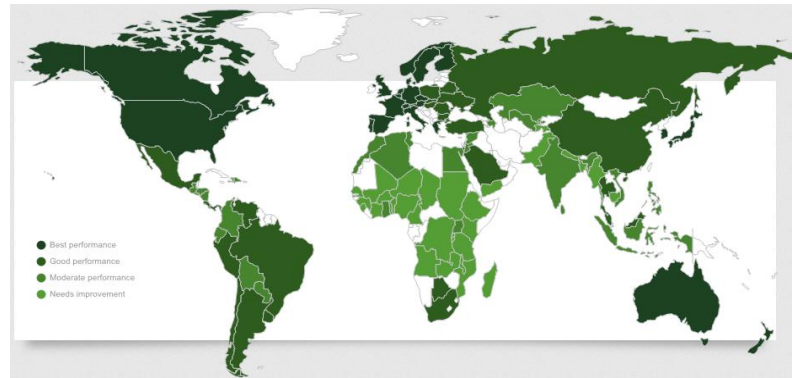 Best performance
Good performance
Moderate performance
Needs improvement